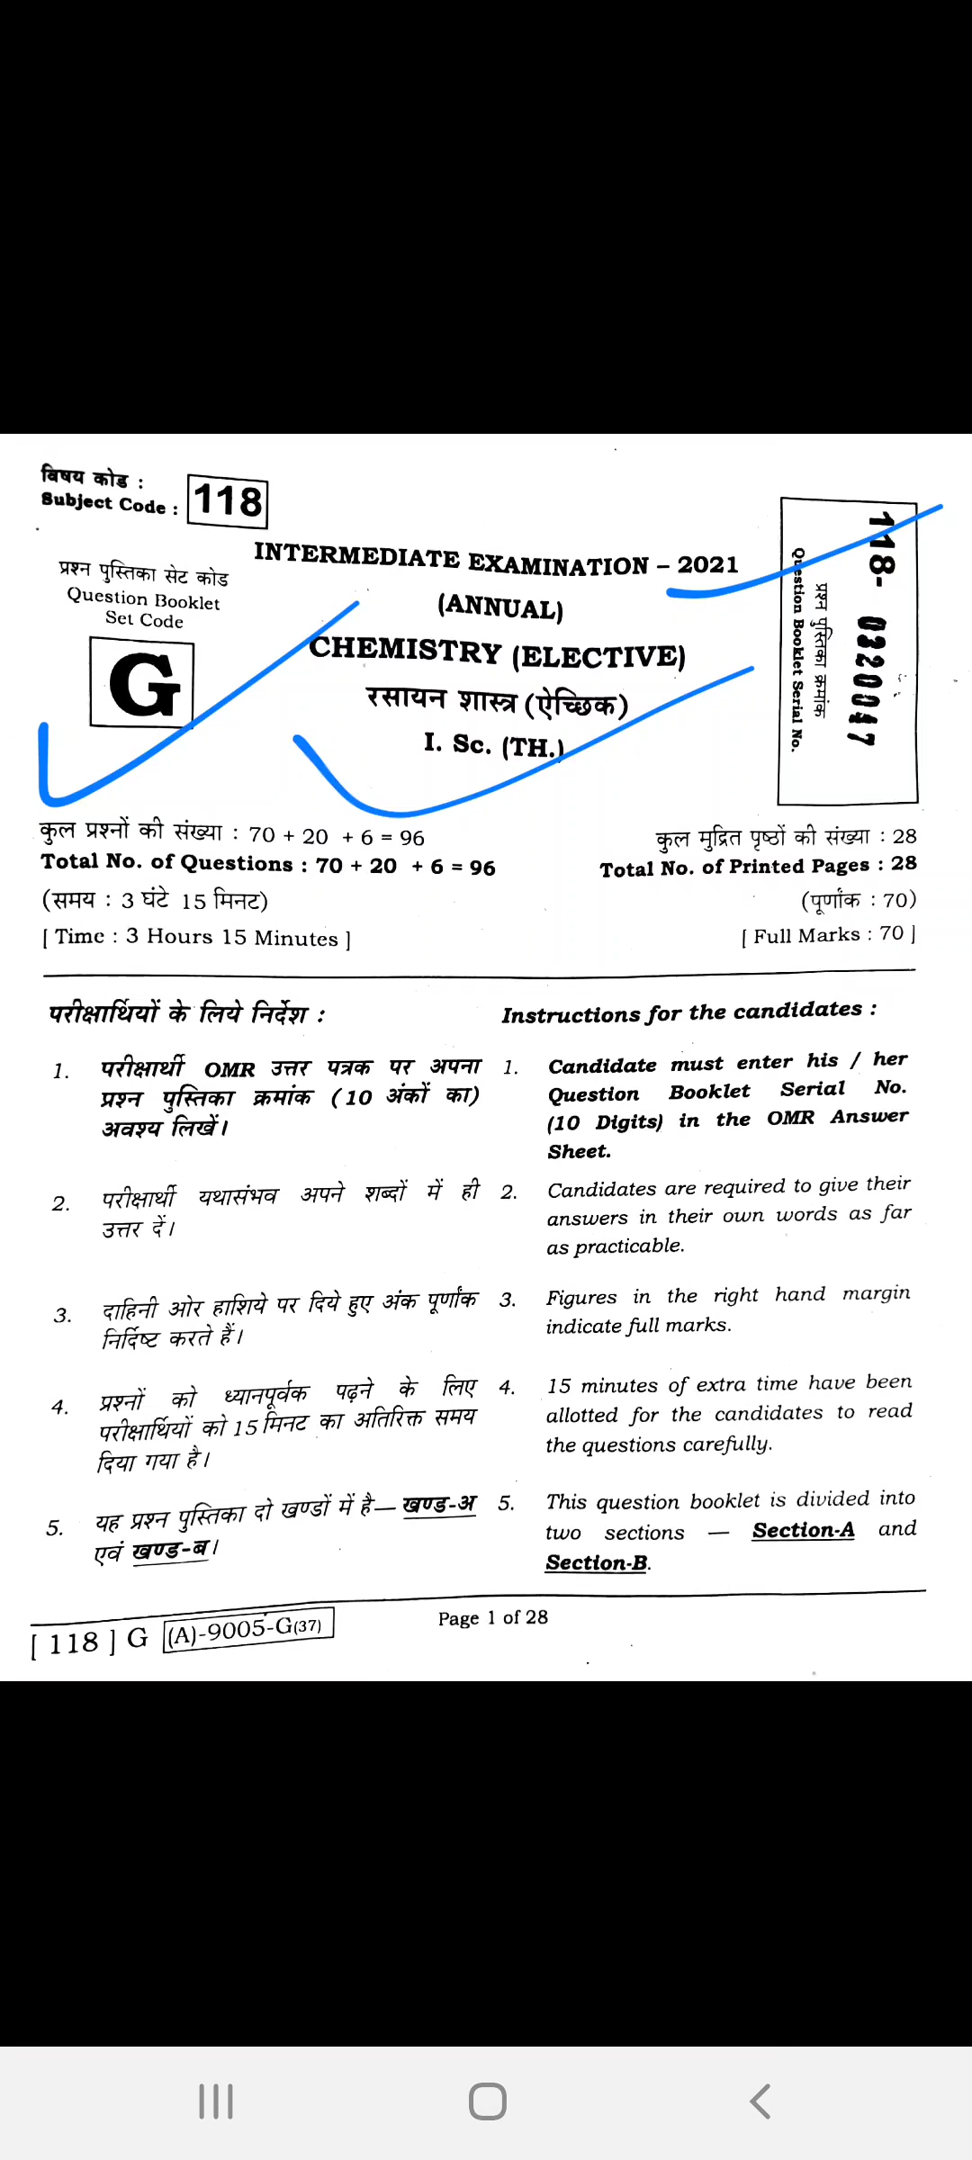 विषय कोड :
Subject Code :
118
प्रश्न पुस्तिका सेट कोड
Question Booklet
Set Code
G
INTERMEDIATE EXAMINATION – 2021
(ANNUAL)
CHEMISTRY (ELECTIVE)
रसायन शास्त्र (ऐच्छिक)
I. Sc. (TH.)
118- 0320047
प्रश्न पुस्तिका क्रमांक
Question Booklet Serial No.
कुल प्रश्नों की संख्या : 70 + 20 + 6 = 96
Total No. of Questions : 70 + 20 + 6 = 96
(समय : 3 घंटे 15 मिनट)
[ Time : 3 Hours 15 Minutes ]
कुल मुद्रित पृष्ठों की संख्या : 28
Total No. of Printed Pages : 28
(पूर्णांक : 70)
[ Full Marks : 70 ]
परीक्षार्थियों के लिये निर्देश :
1. परीक्षार्थी OMR उत्तर पत्रक पर अपना
प्रश्न पुस्तिका क्रमांक (10 अंकों का)
अवश्य लिखें।
2. परीक्षार्थी यथासंभव अपने शब्दों में ही
उत्तर दें।
3. दाहिनी ओर हाशिये पर दिये हुए अंक पूर्णांक
निर्दिष्ट करते हैं।
4. प्रश्नों को ध्यानपूर्वक पढ़ने के लिए
परीक्षार्थियों को 15 मिनट का अतिरिक्त समय
दिया गया है।
5. यह प्रश्न पुस्तिका दो खण्डों में है— खण्ड-अ
एवं खण्ड-ब।
Instructions for the candidates :
1. Candidate must enter his / her
Question Booklet Serial No.
(10 Digits) in the OMR Answer
Sheet.
2. Candidates are required to give their
answers in their own words as far
as practicable.
3. Figures in the right hand margin
indicate full marks.
4. 15 minutes of extra time have been
allotted for the candidates to read
the questions carefully.
5. This question booklet is divided into
two sections — Section-A and
Section-B.
[ 118 ] G (A)-9005-G(37)
Page 1 of 28